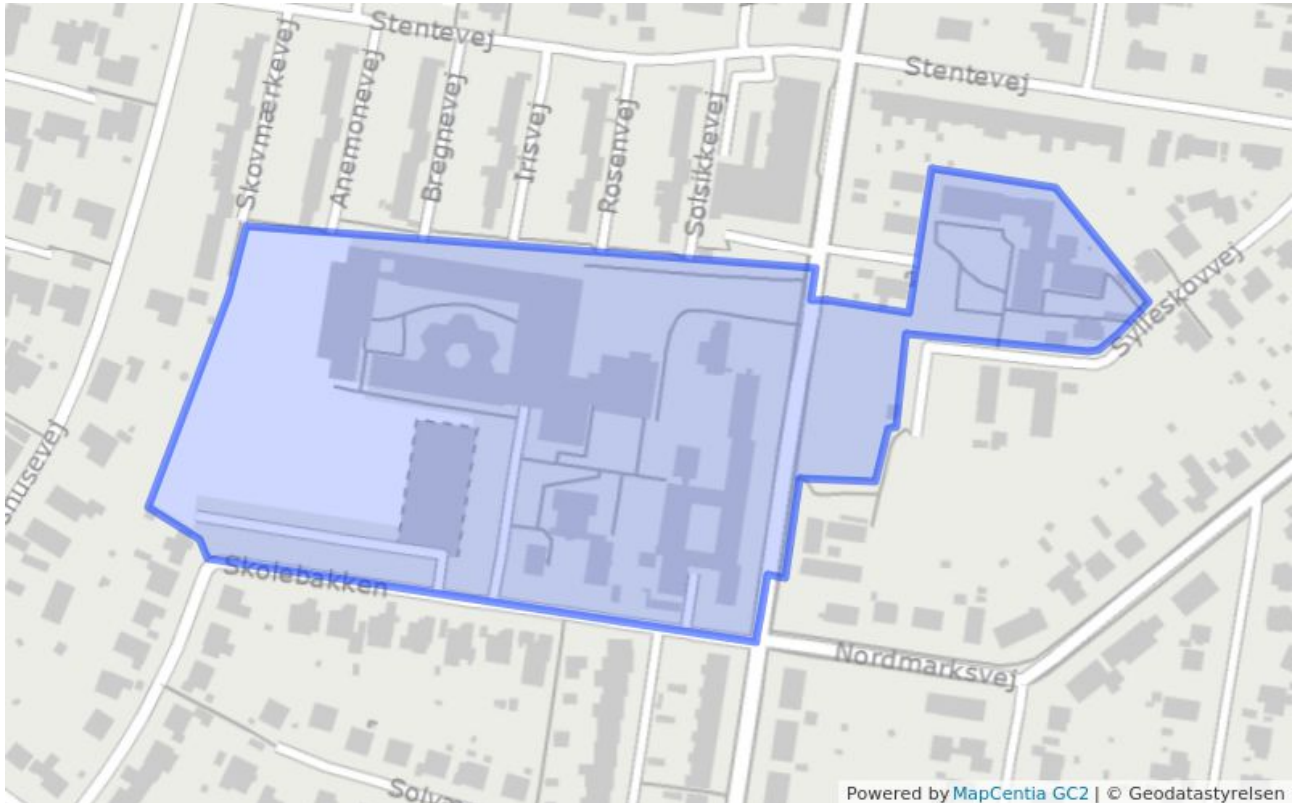 Stentevej
Stentevej
Skovmærkevej
Anemonevej
Bregnevej
Irisvej
Rosenvej
Solsikkevej
Sylleskovvej
Skolebakken
Nordmarksvej
Powered by MapCentia GC2 | © Geodatastyrelsen